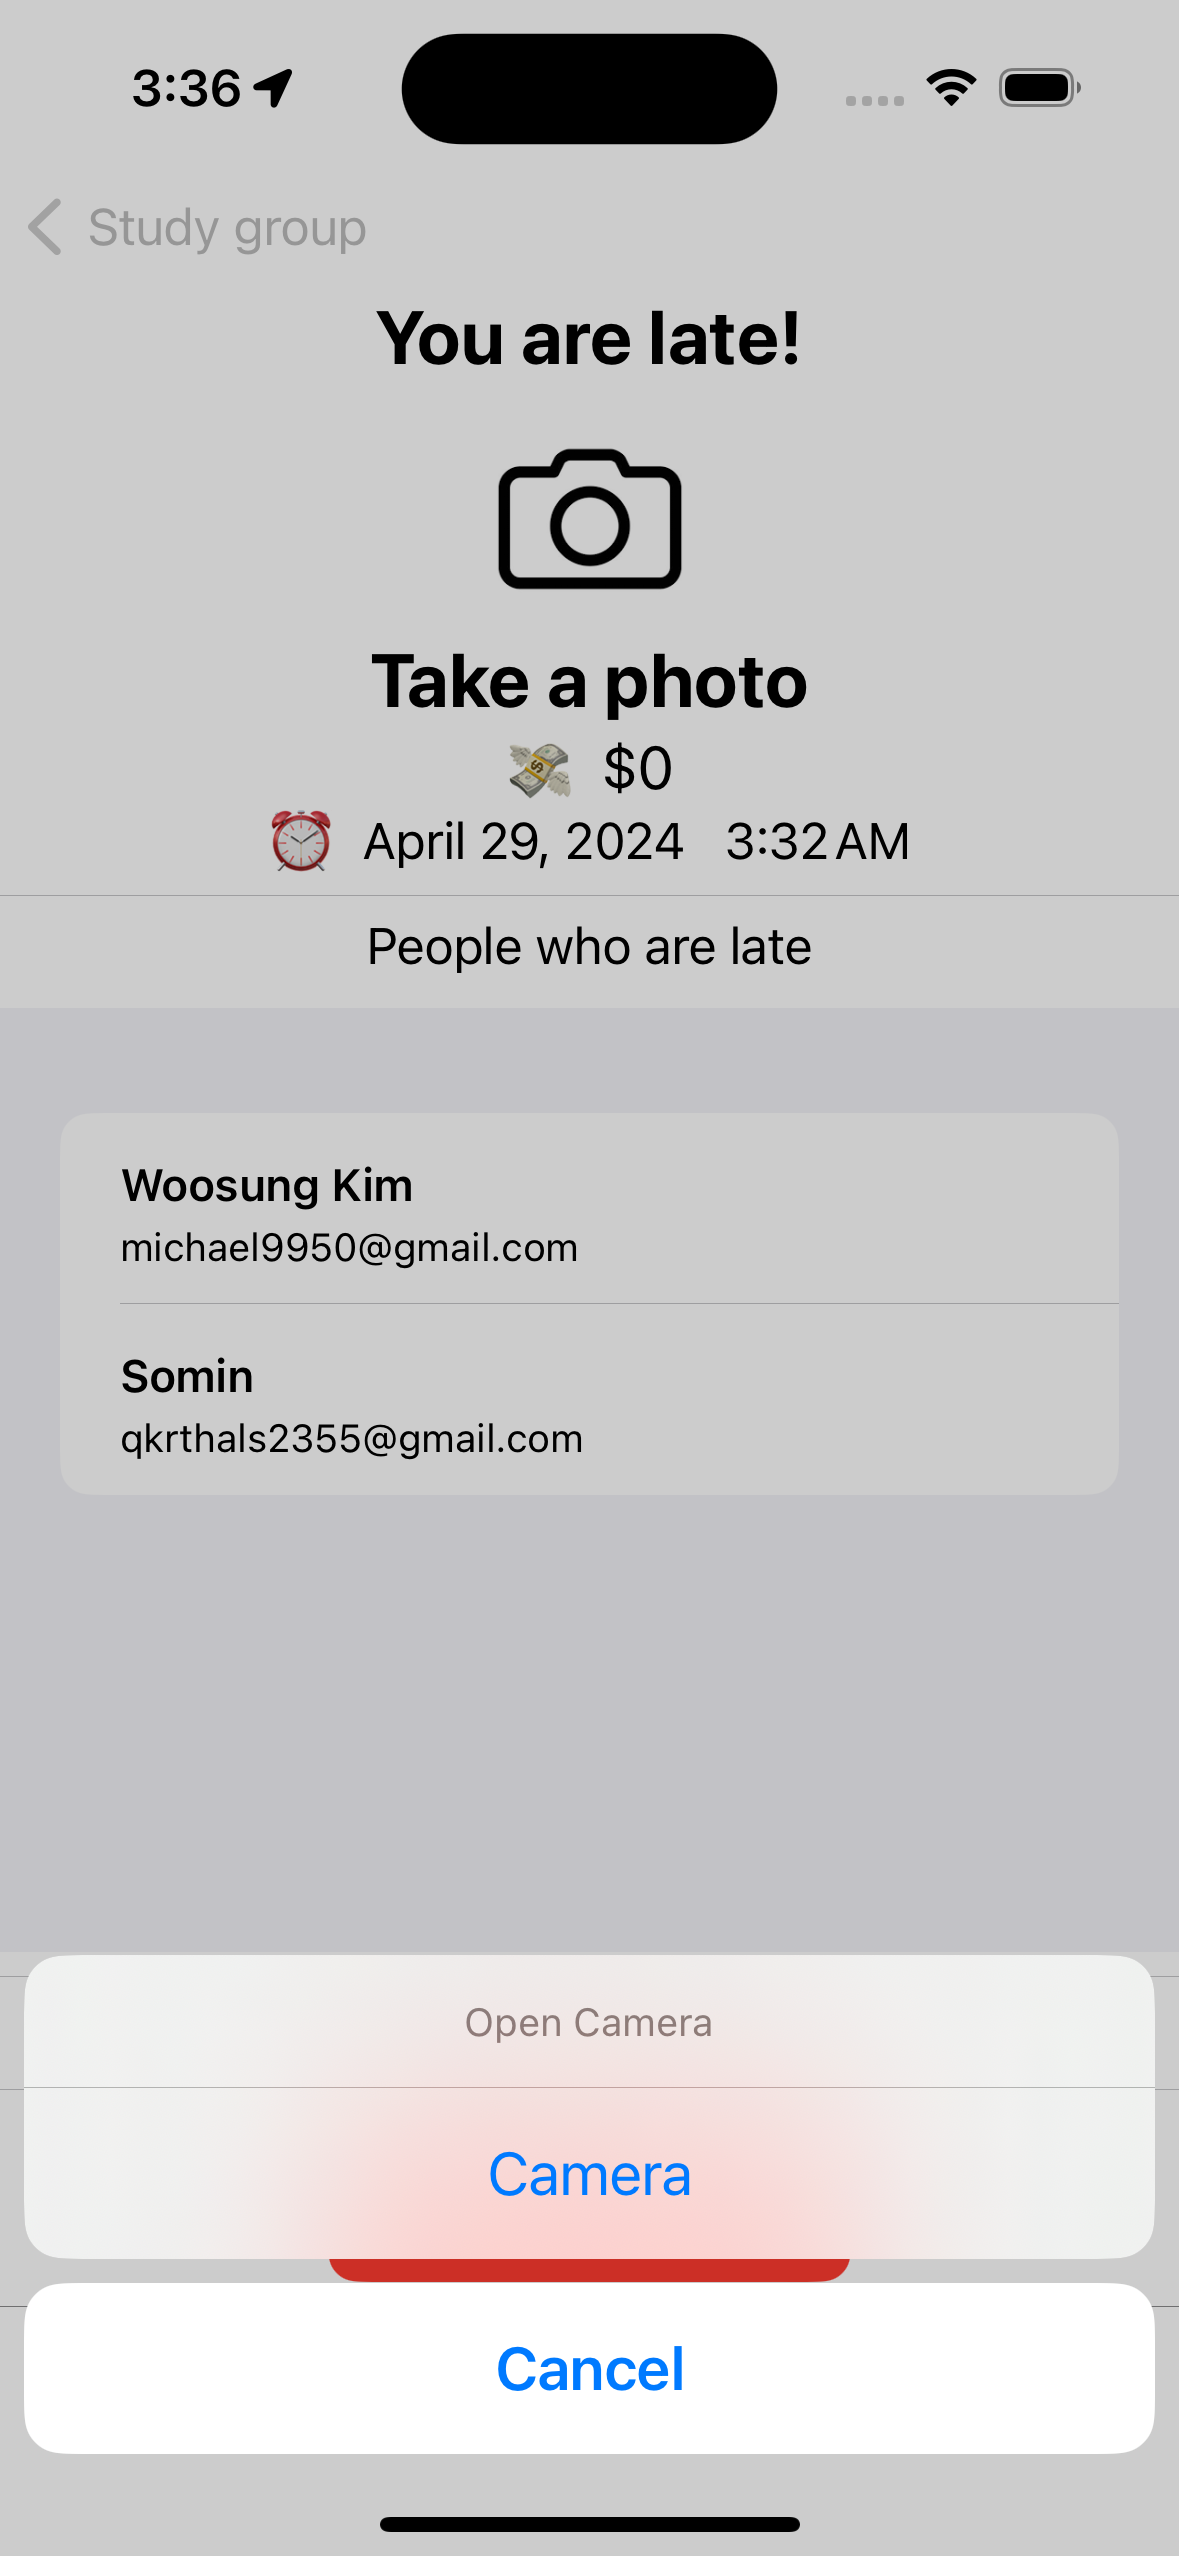 3:36
Study group
You are late!
Take a photo
💸 $0
⏰ April 29, 2024 3:32 AM
People who are late
Woosung Kim
michael9950@gmail.com
Somin
qkrthals2355@gmail.com
Open Camera
Camera
Cancel